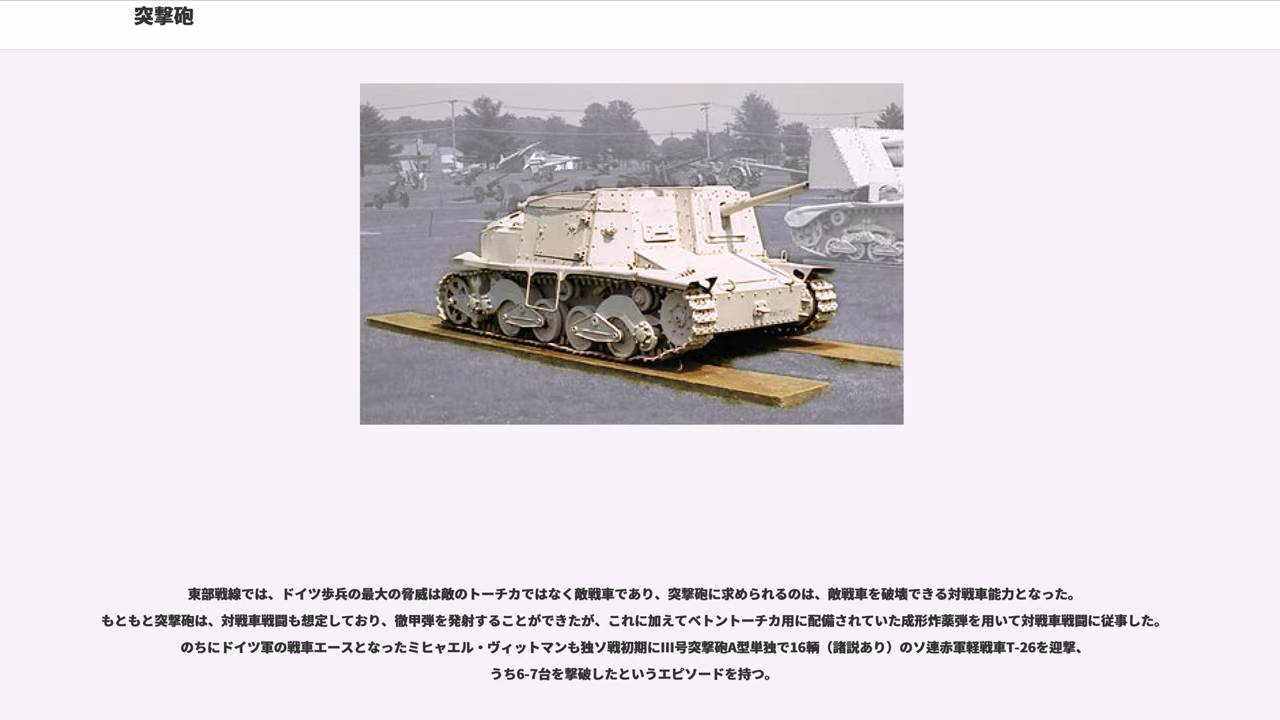 突撃砲
東部戦線では、ドイツ歩兵の最大の脅威は敵のトーチカではなく敵戦車であり、突撃砲に求められるのは、敵戦車を破壊できる対戦車能力となった。
もともと突撃砲は、対戦車戦闘も想定しており、徹甲弾を発射することができたが、これに加えてベトントーチカ用に配備されていた成形炸薬弾を用いて対戦車戦闘に従事した。
のちにドイツ軍の戦車エースとなったミヒャエル・ヴィットマンも独ソ戦初期にIII号突撃砲A型単独で16輌（諸説あり）のソ連赤軍軽戦車T-26を迎撃、
うち6-7台を撃破したというエピソードを持つ。